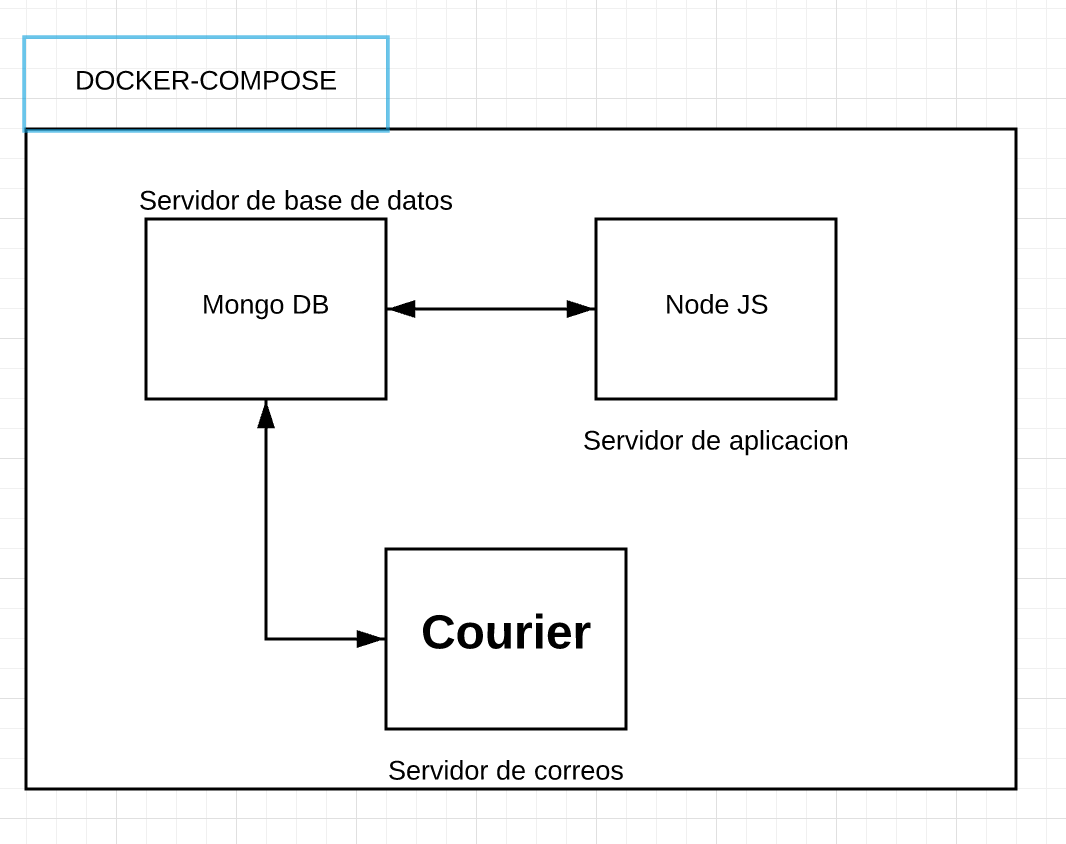 DOCKER-COMPOSE
Servidor de base de datos
Mongo DB
Node JS
Servidor de aplicacion
Courier
Servidor de correos